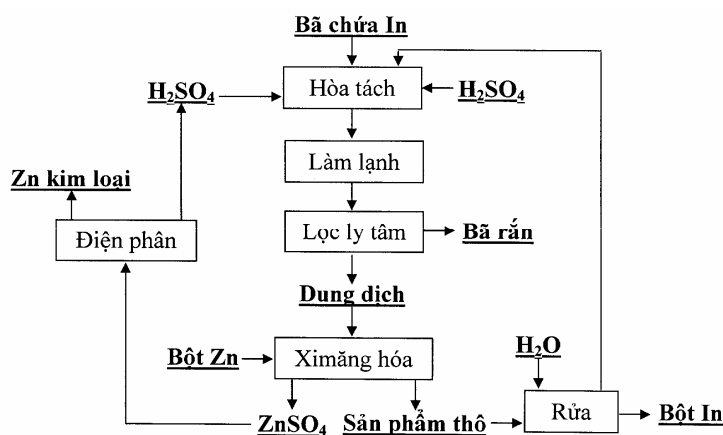 Bã chứa In
Hòa tách
H₂SO₄
H₂SO₄
Làm lạnh
Zn kim loại
Điện phân
Lọc ly tâm
Bã rắn
Dung dịch
Bột Zn
Ximăng hóa
H₂O
ZnSO₄
Sản phẩm thô
Rửa
Bột In